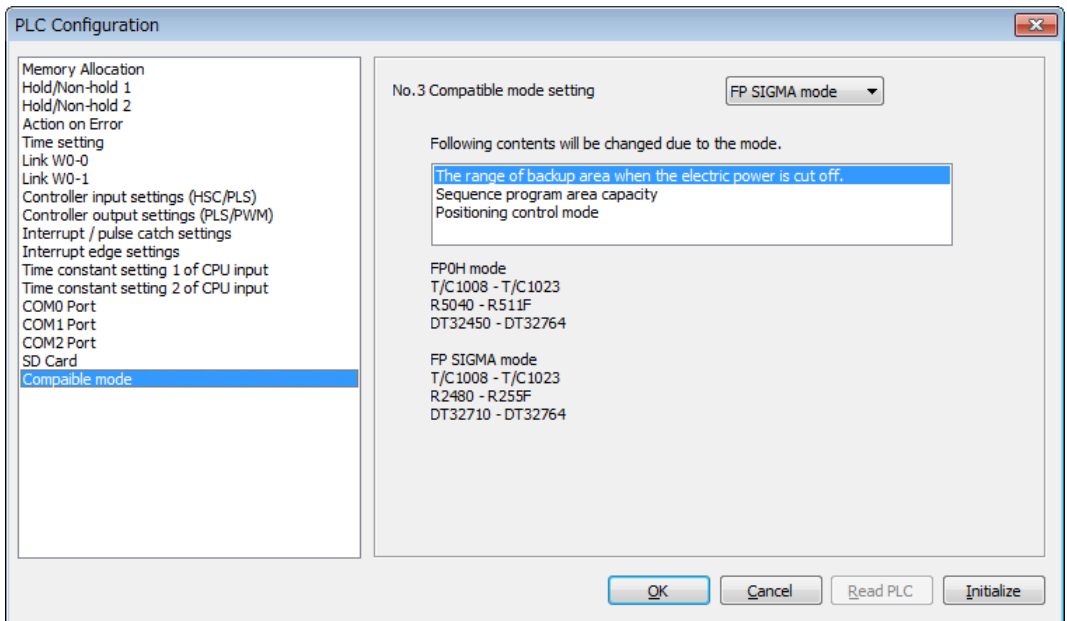 PLC Configuration
Memory Allocation
Hold/Non-hold 1
Hold/Non-hold 2
Action on Error
Time setting
Link W0-0
Link W0-1
Controller input settings (HSC/PLS)
Controller output settings (PLS/PWM)
Interrupt / pulse catch settings
Interrupt edge settings
Time constant setting 1 of CPU input
Time constant setting 2 of CPU input
COM0 Port
COM1 Port
COM2 Port
SD Card
Compaible mode
No.3 Compatible mode setting
FP SIGMA mode
Following contents will be changed due to the mode.
The range of backup area when the electric power is cut off.
Sequence program area capacity
Positioning control mode
FP0H mode
T/C1008 - T/C1023
R5040 - R511F
DT32450 - DT32764
FP SIGMA mode
T/C1008 - T/C1023
R2480 - R255F
DT32710 - DT32764
OK
Cancel
Read PLC
Initialize